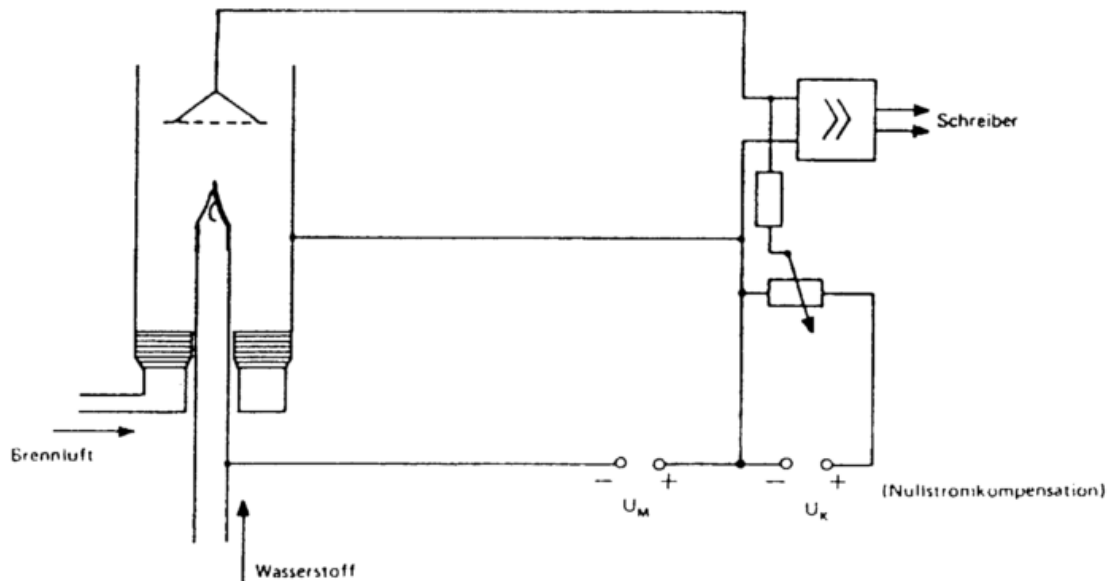 Schreiber
Brennluft
− U_M + − U_K +
(Nullstromkompensation)
Wasserstoff